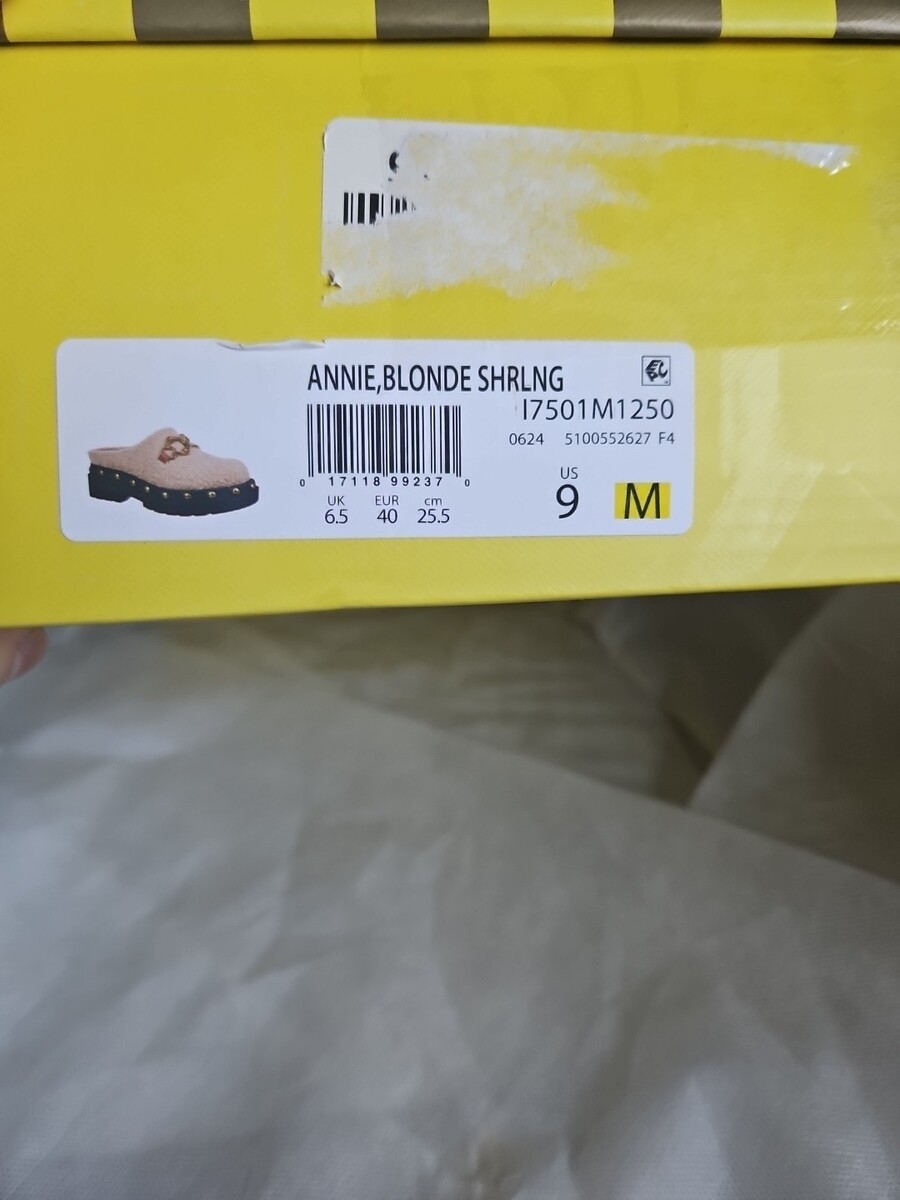 ANNIE,BLONDE SHRLNG
I7501M1250
0624 5100552627 F4
0 17118 99237 0
UK EUR cm
6.5 40 25.5
US
9 M